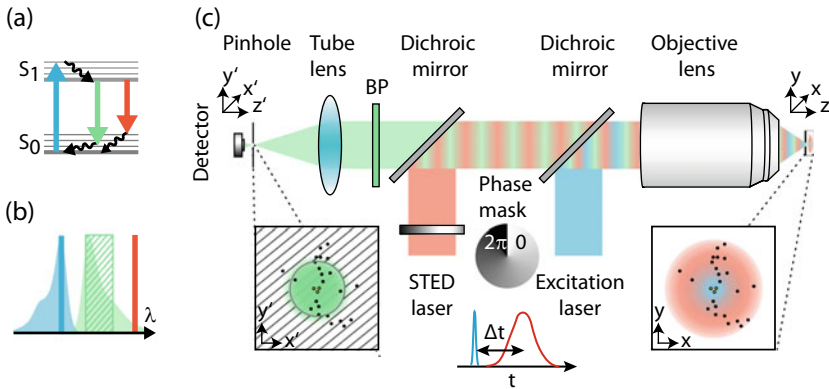 (a)
S1
S0
(b)
λ
(c)
Pinhole
Tube
lens
Dichroic
mirror
Dichroic
mirror
Objective
lens
y'
x'
z'
BP
y
x
z
Detector
Phase
mask
2π 0
STED
laser
Excitation
laser
y'
x'
Δt
t
y
x